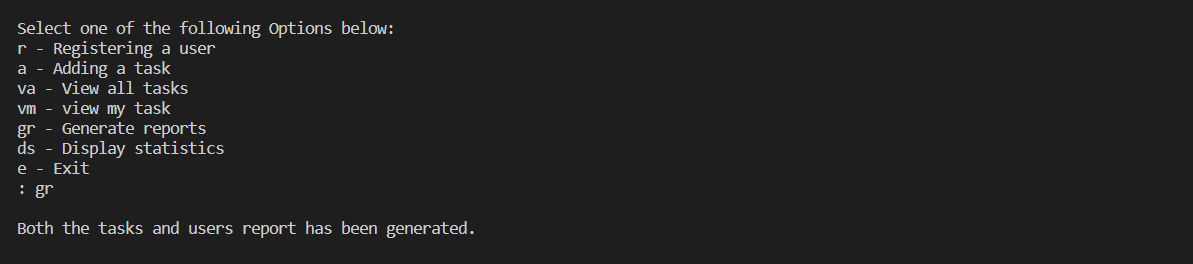 Select one of the following Options below:
r - Registering a user
a - Adding a task
va - View all tasks
vm - view my task
gr - Generate reports
ds - Display statistics
e - Exit
: gr
Both the tasks and users report has been generated.